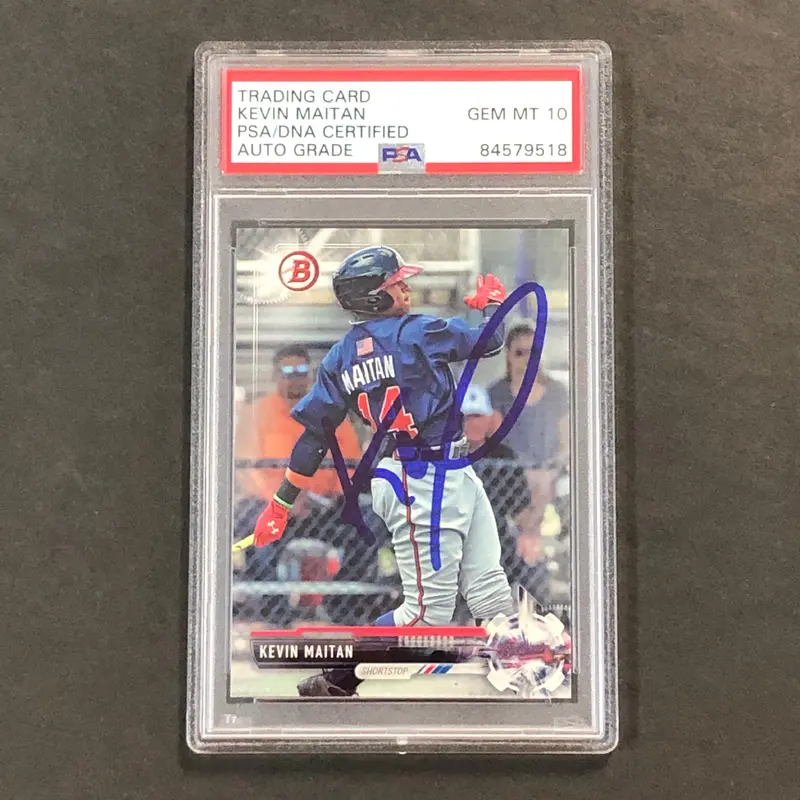 TRADING CARD
KEVIN MAITAN GEM MT 10
PSA/DNA CERTIFIED
AUTO GRADE PSA 84579518
B
MAITAN
14
KEVIN MAITAN
SHORTSTOP